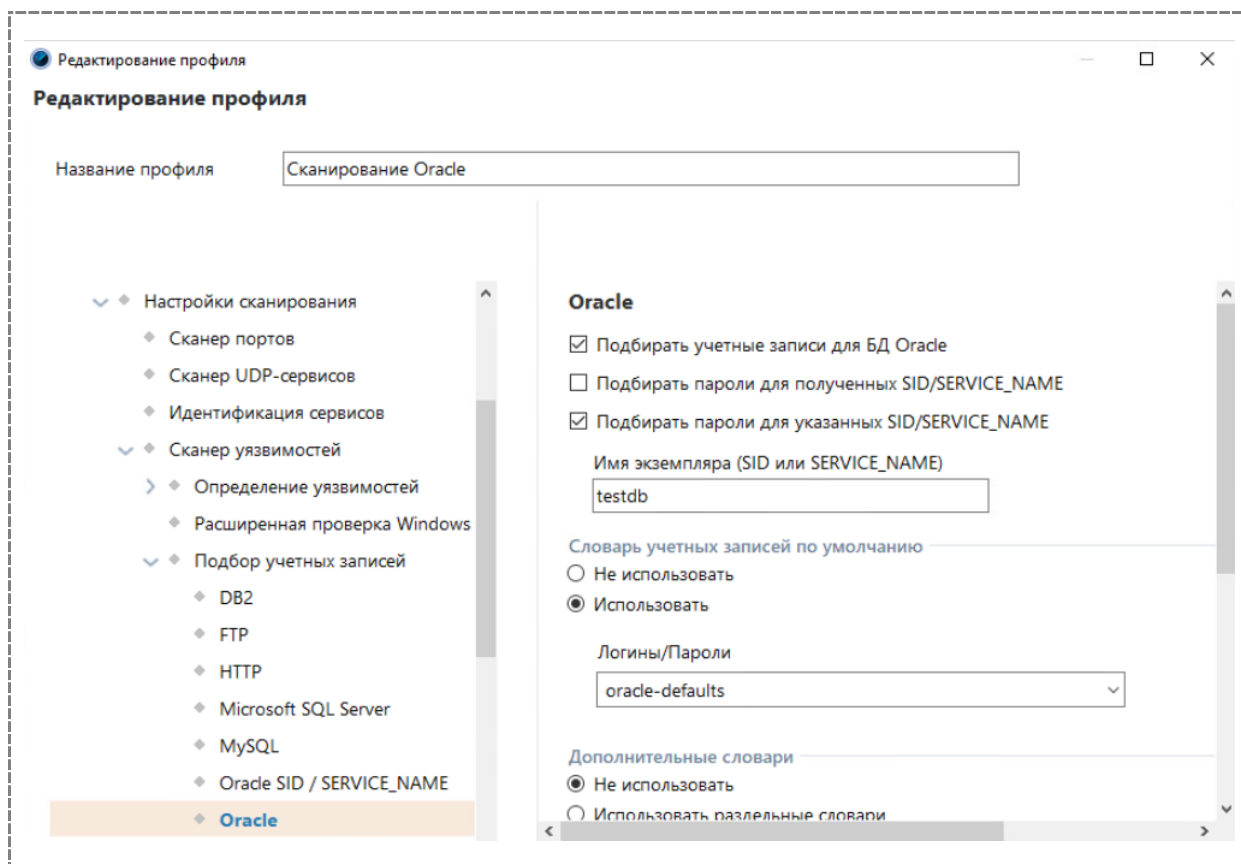 Редактирование профиля
Редактирование профиля
Название профиля
Сканирование Oracle
Настройки сканирования
Сканер портов
Сканер UDP-сервисов
Идентификация сервисов
Сканер уязвимостей
Определение уязвимостей
Расширенная проверка Windows
Подбор учетных записей
DB2
FTP
HTTP
Microsoft SQL Server
MySQL
Oracle SID / SERVICE_NAME
Oracle
Oracle
Подбирать учетные записи для БД Oracle
Подбирать пароли для полученных SID/SERVICE_NAME
Подбирать пароли для указанных SID/SERVICE_NAME
Имя экземпляра (SID или SERVICE_NAME)
testdb
Словарь учетных записей по умолчанию
Не использовать
Использовать
Логины/Пароли
oracle-defaults
Дополнительные словари
Не использовать
Использовать раздельные словари